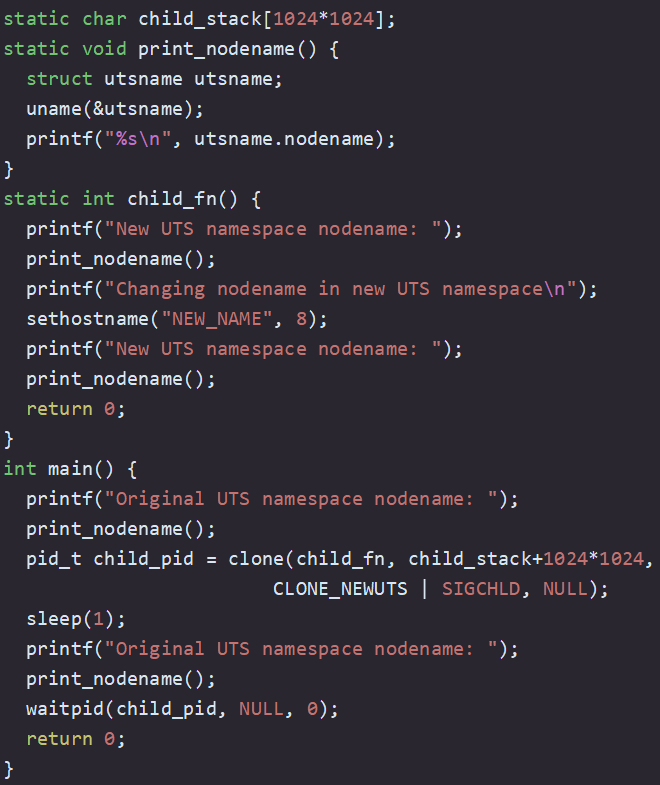 static char child_stack[1024*1024];
static void print_nodename() {
  struct utsname utsname;
  uname(&utsname);
  printf("%s\n", utsname.nodename);
}
static int child_fn() {
  printf("New UTS namespace nodename: ");
  print_nodename();
  printf("Changing nodename in new UTS namespace\n");
  sethostname("NEW_NAME", 8);
  printf("New UTS namespace nodename: ");
  print_nodename();
  return 0;
}
int main() {
  printf("Original UTS namespace nodename: ");
  print_nodename();
  pid_t child_pid = clone(child_fn, child_stack+1024*1024,
                        CLONE_NEWUTS | SIGCHLD, NULL);
  sleep(1);
  printf("Original UTS namespace nodename: ");
  print_nodename();
  waitpid(child_pid, NULL, 0);
  return 0;
}